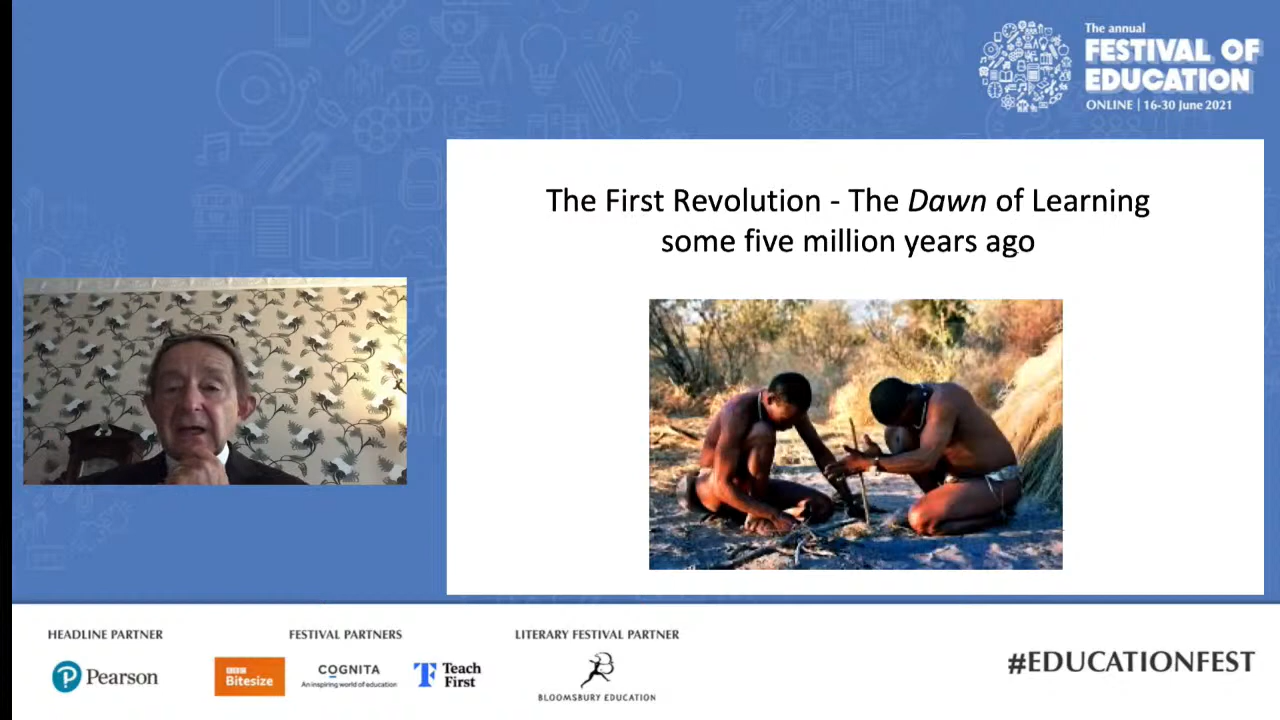 The annual
FESTIVAL OF
EDUCATION
ONLINE | 16-30 June 2021
The First Revolution - The Dawn of Learning
some five million years ago
HEADLINE PARTNER
FESTIVAL PARTNERS
LITERARY FESTIVAL PARTNER
Pearson
BBC
Bitesize
COGNITA
An inspiring world of education
Teach
First
BLOOMSBURY EDUCATION
#EDUCATIONFEST